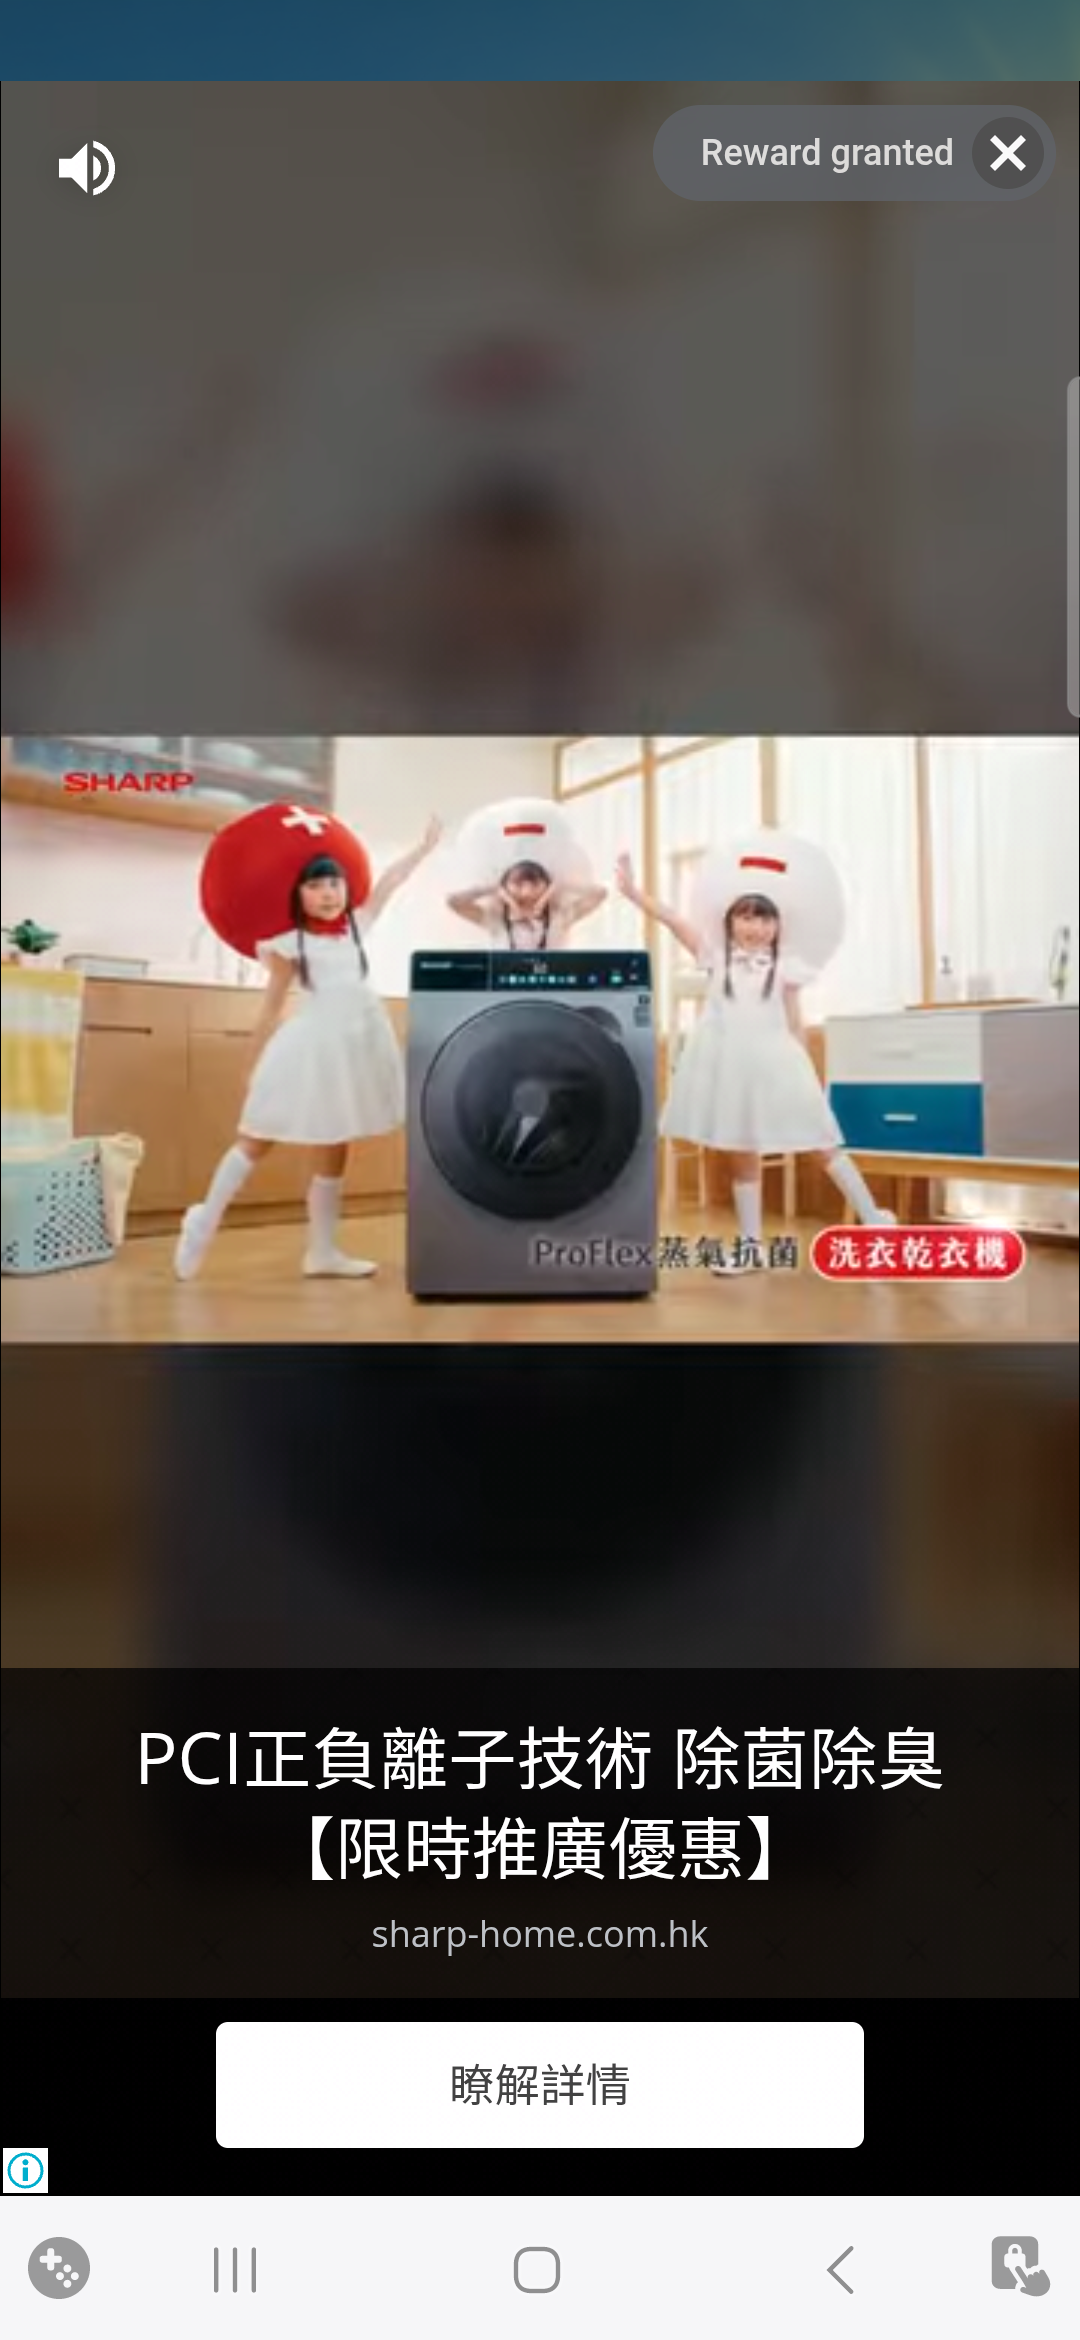 Reward granted
SHARP
ProFlex蒸氣抗菌 洗衣乾衣機
PCI正負離子技術 除菌除臭
【限時推廣優惠】
sharp-home.com.hk
瞭解詳情